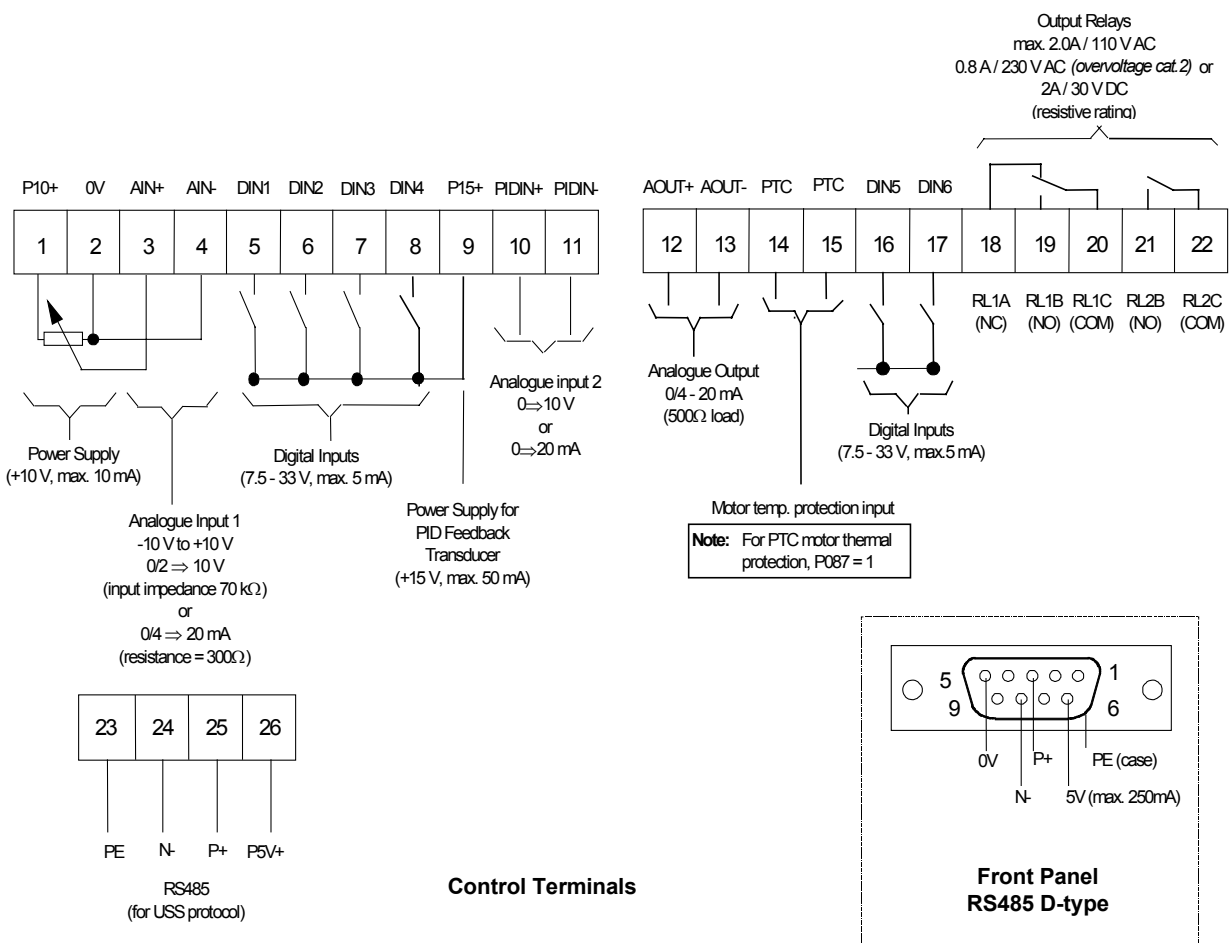 Output Relays
max. 2.0A / 110 V AC
0.8 A / 230 V AC (overvoltage cat.2) or
2A / 30 V DC
(resistive rating)
P10+ 0V AIN+ AIN- DIN1 DIN2 DIN3 DIN4 P15+ PIDIN+ PIDIN-
1 2 3 4 5 6 7 8 9 10 11
Power Supply
(+10 V, max. 10 mA)
Analogue Input 1
-10 V to +10 V
0/2 ⇒ 10 V
(input impedance 70 kΩ)
or
0/4 ⇒ 20 mA
(resistance = 300Ω)
Digital Inputs
(7.5 - 33 V, max. 5 mA)
Power Supply for
PID Feedback
Transducer
(+15 V, max. 50 mA)
Analogue input 2
0⇒10 V
or
0⇒20 mA
AOUT+ AOUT- PTC PTC DIN5 DIN6
12 13 14 15 16 17 18 19 20 21 22
RL1A RL1B RL1C RL2B RL2C
(NC) (NO) (COM) (NO) (COM)
Analogue Output
0/4 - 20 mA
(500Ω load)
Digital Inputs
(7.5 - 33 V, max.5 mA)
Motor temp. protection input
Note: For PTC motor thermal
protection, P087 = 1
23 24 25 26
PE N- P+ P5V+
RS485
(for USS protocol)
Control Terminals
5 1
9 6
0V P+ PE (case)
N- 5V (max. 250mA)
Front Panel
RS485 D-type